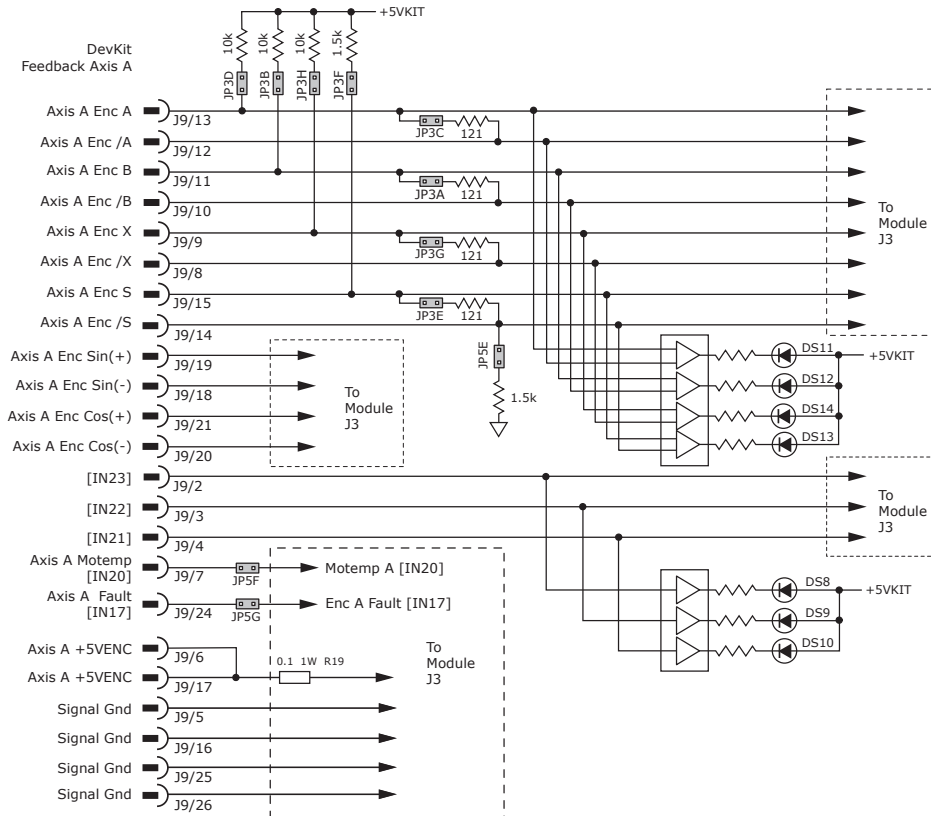 +5VKIT
10k
10k
10k
1.5k
DevKit
Feedback Axis A
JP3D
JP3B
JP3H
JP3F
Axis A Enc A
J9/13
JP3C
121
Axis A Enc /A
J9/12
Axis A Enc B
J9/11
JP3A
121
Axis A Enc /B
J9/10
To
Module
J3
Axis A Enc X
J9/9
JP3G
121
Axis A Enc /X
J9/8
Axis A Enc S
J9/15
JP3E
121
Axis A Enc /S
J9/14
JP5E
1.5k
Axis A Enc Sin(+)
J9/19
Axis A Enc Sin(-)
J9/18
Axis A Enc Cos(+)
J9/21
Axis A Enc Cos(-)
J9/20
To
Module
J3
DS11
+5VKIT
DS12
DS14
DS13
[IN23]
J9/2
[IN22]
J9/3
[IN21]
J9/4
To
Module
J3
Axis A Motemp
[IN20]
J9/7
JP5F
Motemp A [IN20]
Axis A Fault
[IN17]
J9/24
JP5G
Enc A Fault [IN17]
DS8
+5VKIT
DS9
DS10
Axis A +5VENC
J9/6
Axis A +5VENC
J9/17
0.1 1W R19
To
Module
J3
Signal Gnd
J9/5
Signal Gnd
J9/16
Signal Gnd
J9/25
Signal Gnd
J9/26